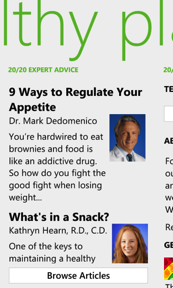 lthy pl
20/20 EXPERT ADVICE
20/
9 Ways to Regulate Your
Appetite
Dr. Mark Dedomenico
You're hardwired to eat
brownies and food is
like an addictive drug.
So how do you fight the
good fight when losing
weight...
What's in a Snack?
Kathryn Hearn, R.D., C.D.
One of the keys to
maintaining a healthy
Browse Articles
TE
AB
Fo
ou
ar
we
W
Re
GE
Th